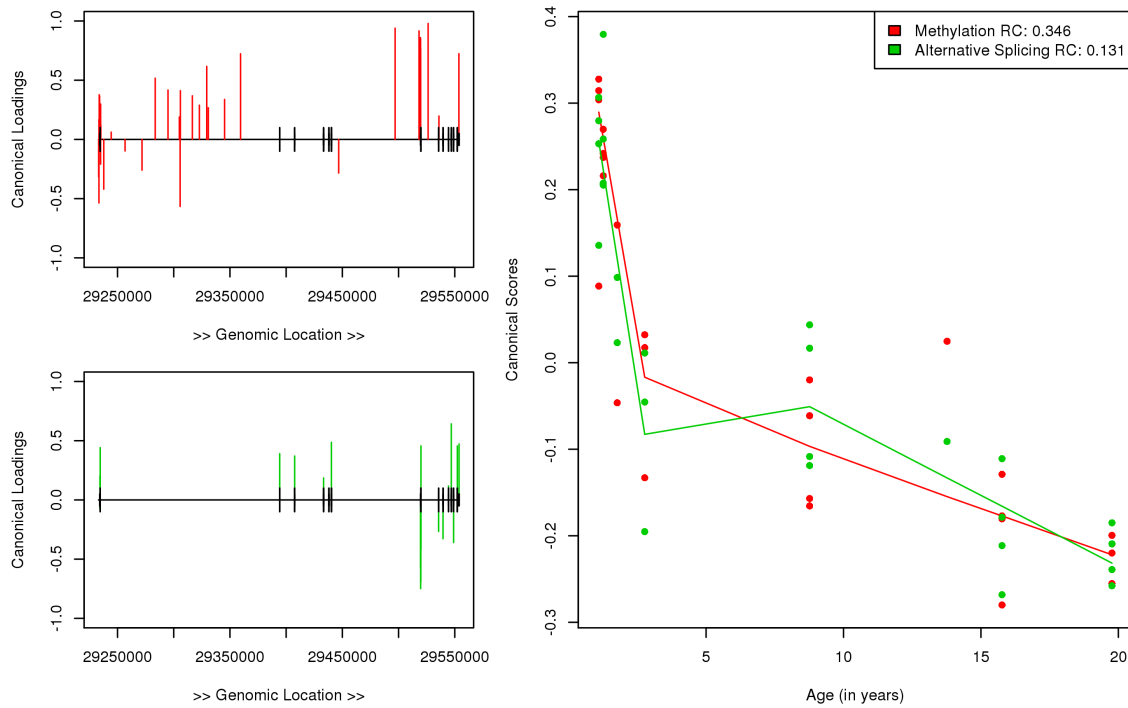 Canonical Loadings
1.0
0.5
0.0
-0.5
-1.0
29250000 29350000 29450000 29550000
>> Genomic Location >>
Canonical Loadings
1.0
0.5
0.0
-0.5
-1.0
29250000 29350000 29450000 29550000
>> Genomic Location >>
Canonical Scores
0.4
0.3
0.2
0.1
0.0
-0.1
-0.2
-0.3
Methylation RC: 0.346
Alternative Splicing RC: 0.131
5 10 15 20
Age (in years)